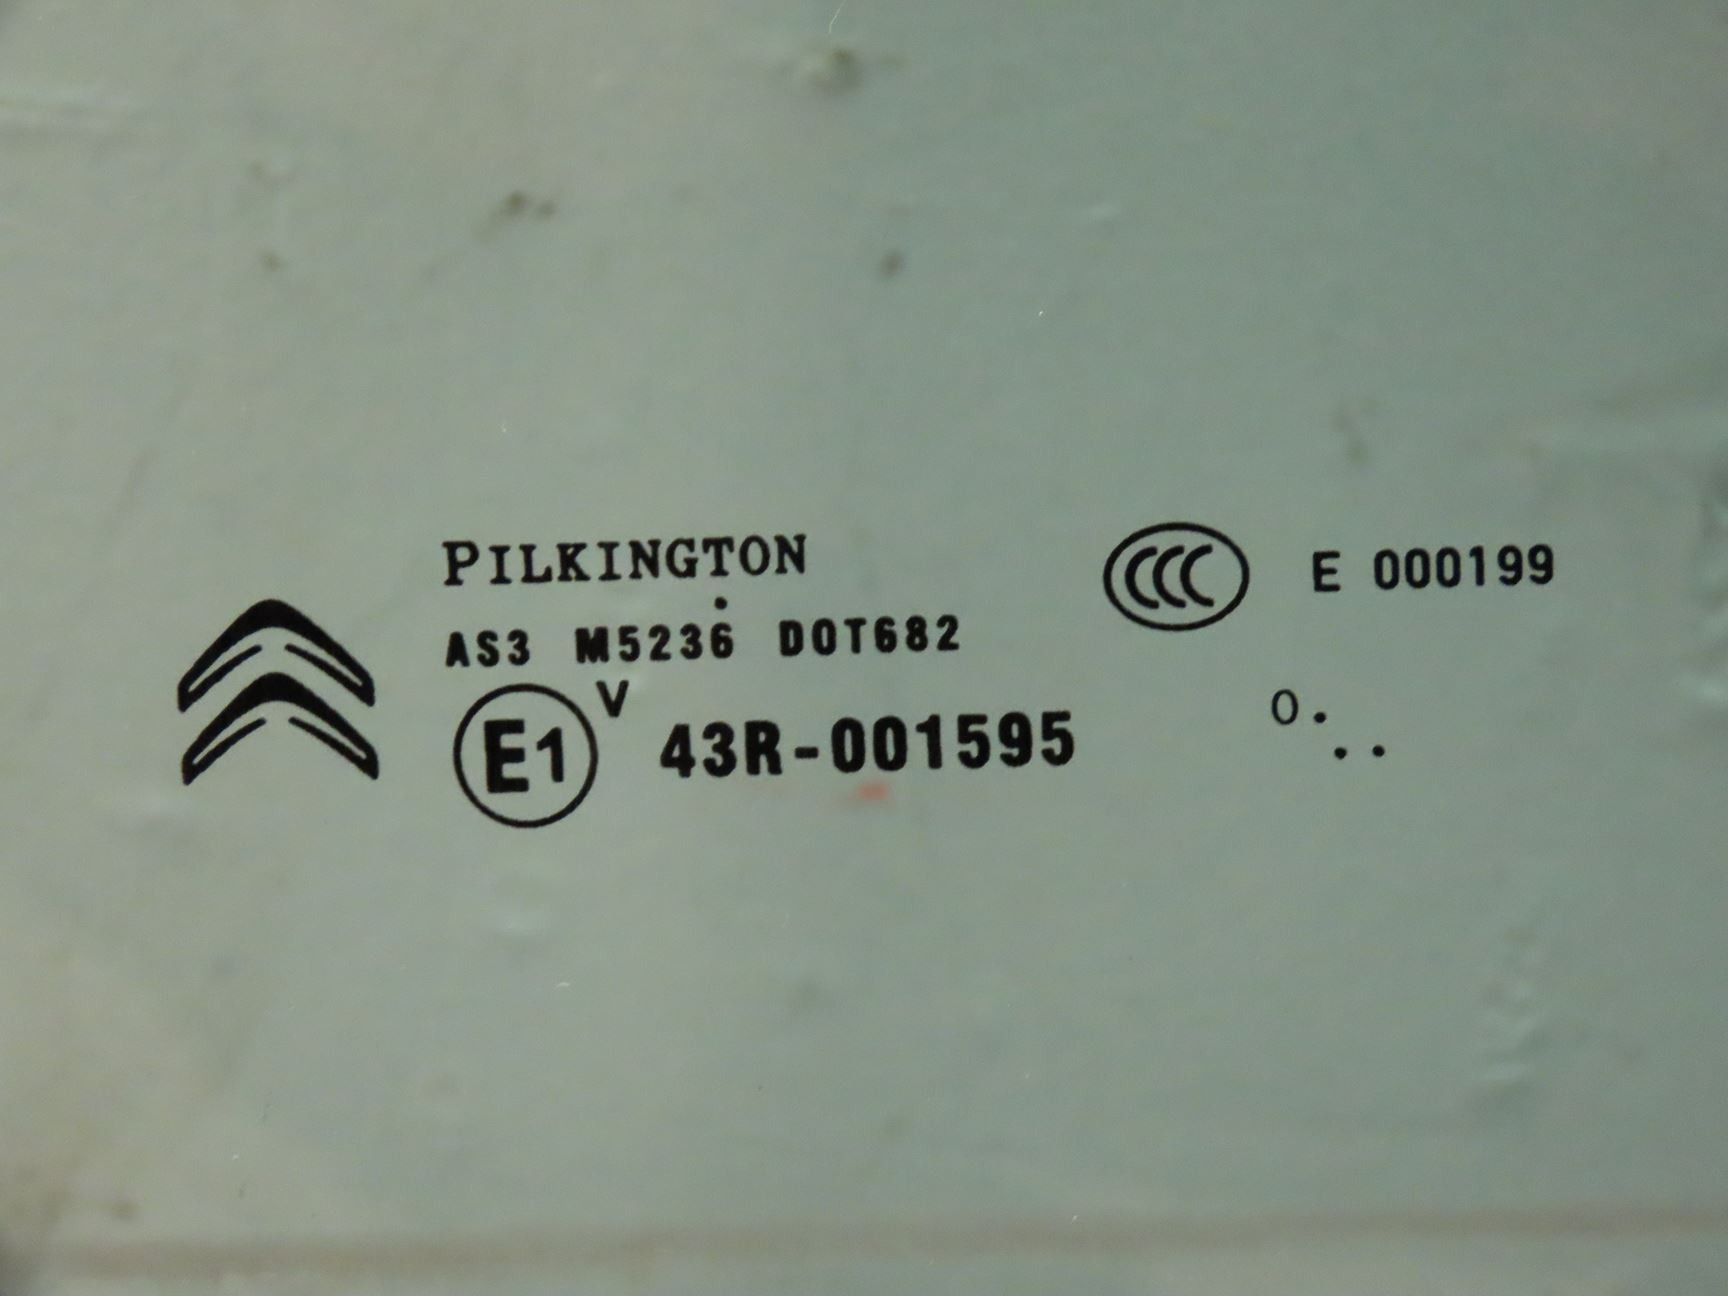 PILKINGTON
AS3 M5236 DOT682
E1 V 43R-001595
CCC E 000199
O.
..